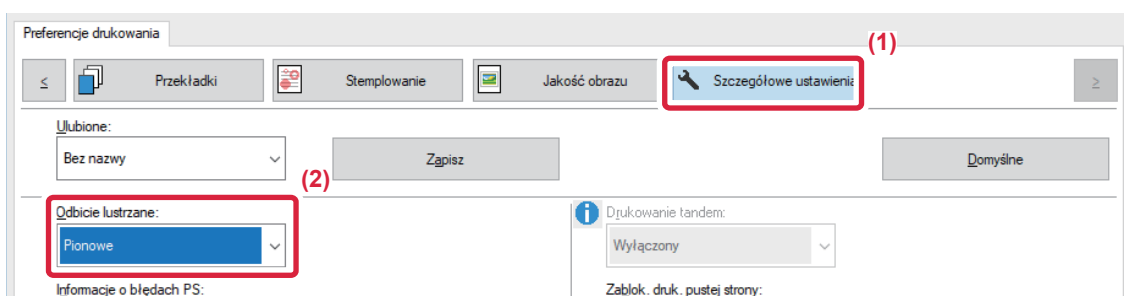 Preferencje drukowania
(1)
< Przekładki Stemplowanie Jakość obrazu Szczegółowe ustawienia >
Ulubione:
Bez nazwy Zapisz Domyślne
(2)
Odbicie lustrzane: Drukowanie tandem:
Pionowe Wyłączony
Informacje o błędach PS: Zablok. druk. pustej strony: